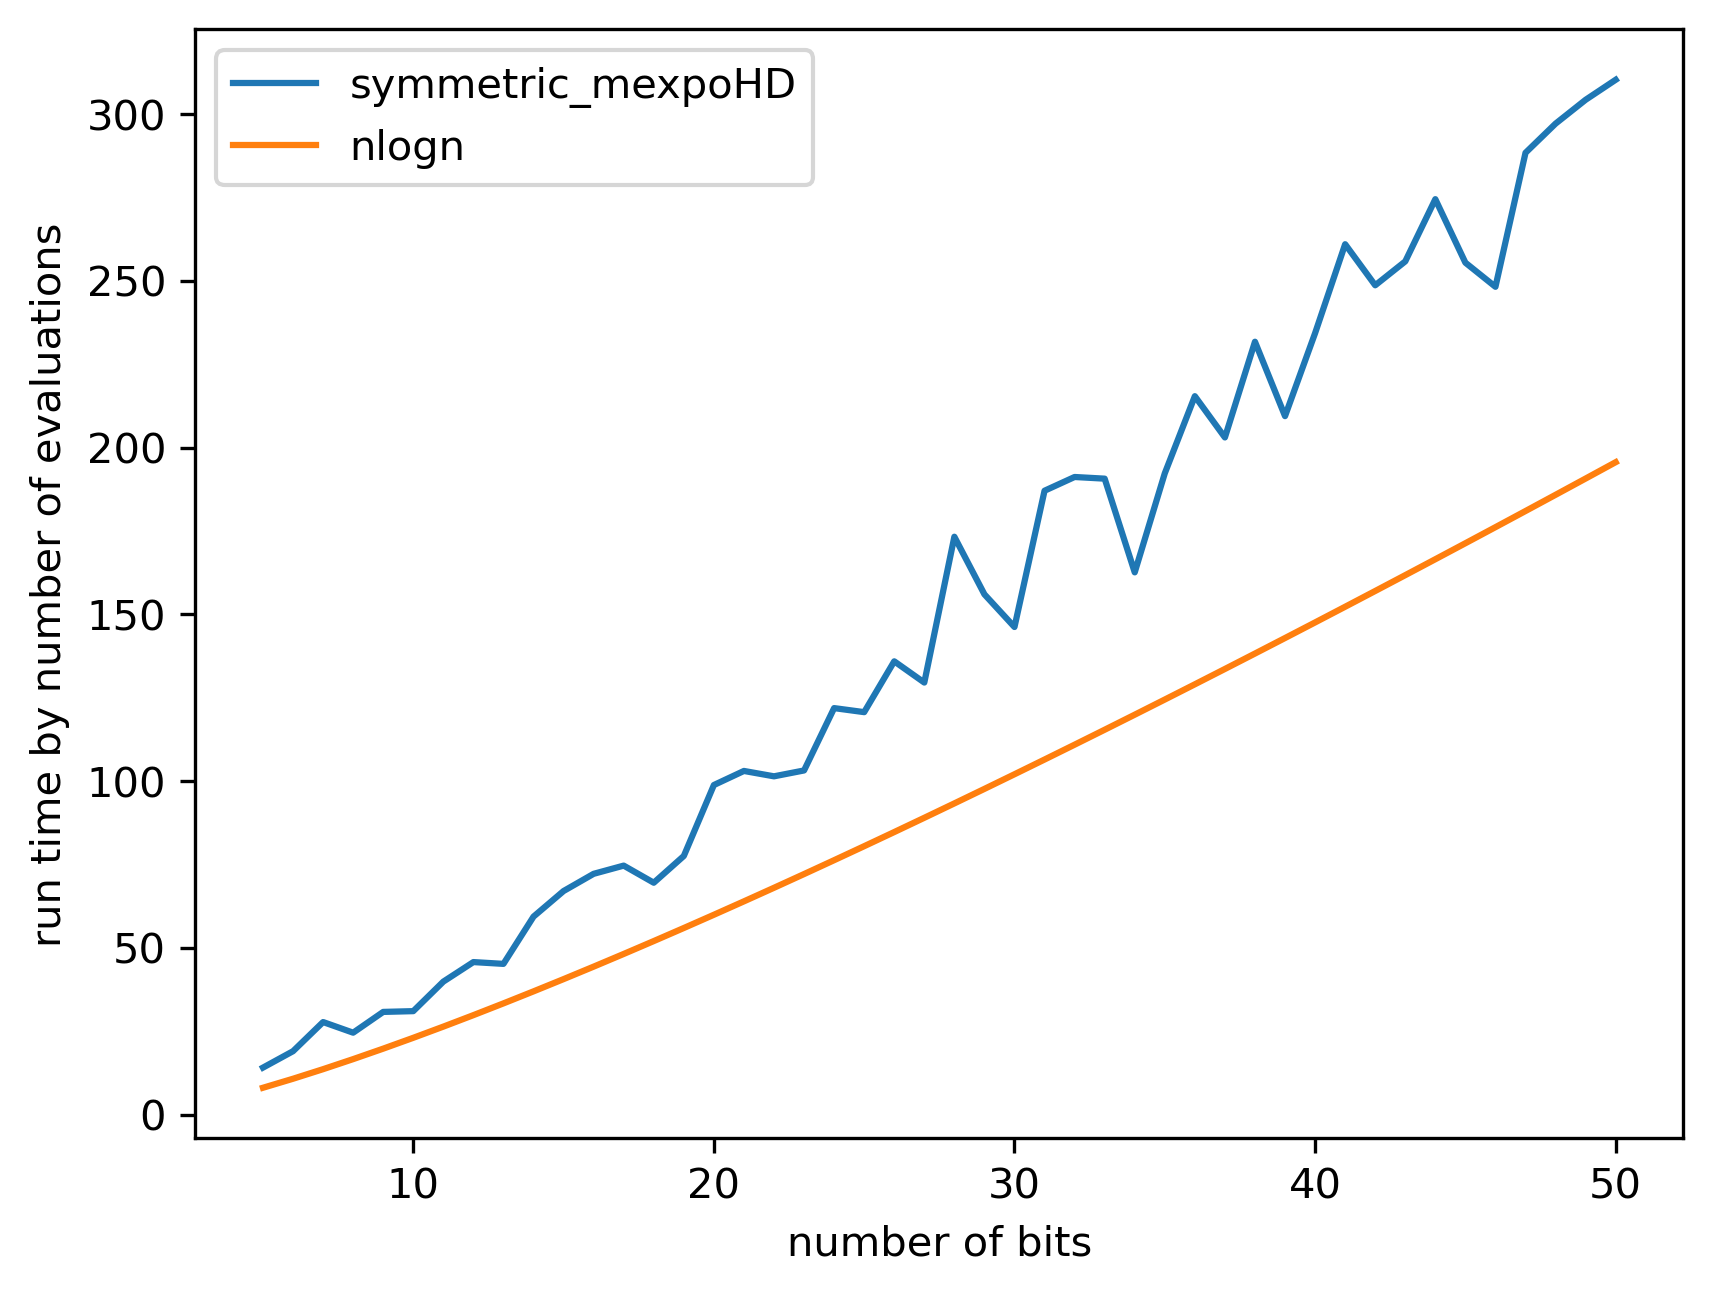 symmetric_mexpoHD
nlogn
run time by number of evaluations
300
250
200
150
100
50
0
10 20 30 40 50
number of bits